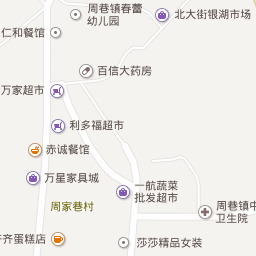 周巷镇春蕾
幼儿园
北大街银湖市场
仁和餐馆
百信大药房
万家超市
利多福超市
赤诚餐馆
万星家具城
一航蔬菜
批发超市
周家巷村
周巷镇中
卫生院
齐蛋糕店
莎莎精品女装